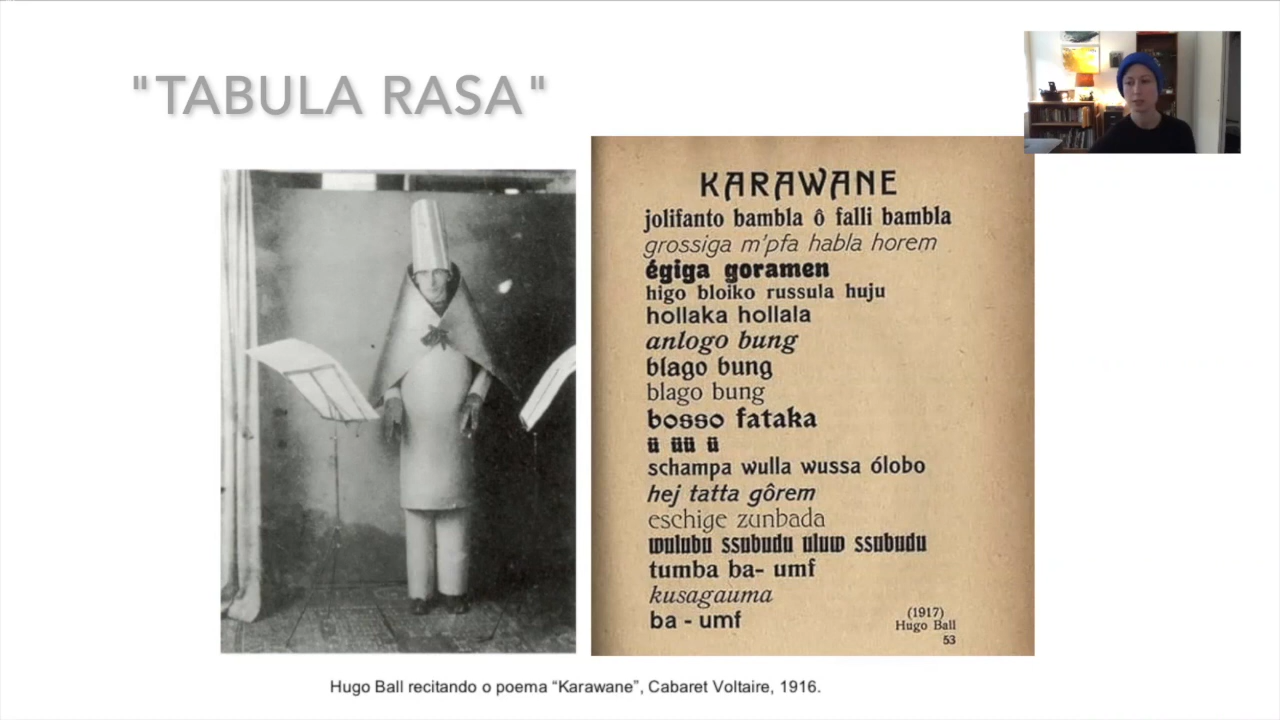 "TABULA RASA"
KARAWANE
jolifanto bambla ô falli bambla
grossiga m'pfa habla horem
égiga goramen
higo bloiko russula huju
hollaka hollala
anlogo bung
blago bung
blago bung
bosso fataka
ü üü ü
schampa wulla wussa ólobo
hej tatta gôrem
eschige zunbada
wulubu ssubudu uluw ssubudu
tumba ba- umf
kusagauma
ba - umf
(1917)
Hugo Ball
53
Hugo Ball recitando o poema “Karawane”, Cabaret Voltaire, 1916.